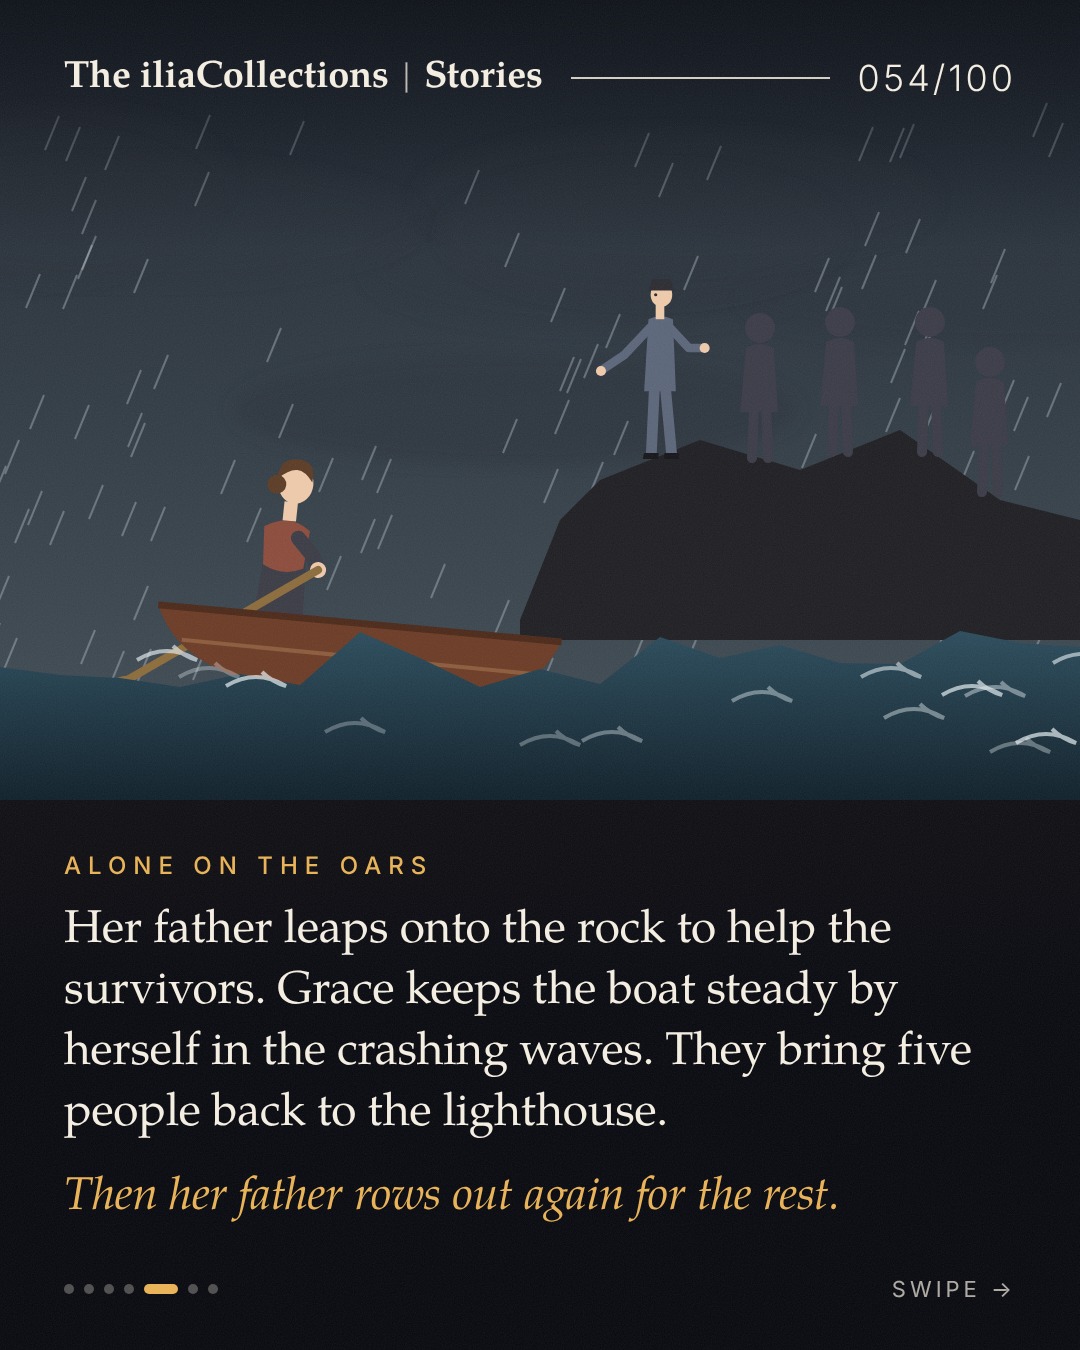 The iliaCollections | Stories 054/100
ALONE ON THE OARS
Her father leaps onto the rock to help the
survivors. Grace keeps the boat steady by
herself in the crashing waves. They bring five
people back to the lighthouse.
Then her father rows out again for the rest.
SWIPE →